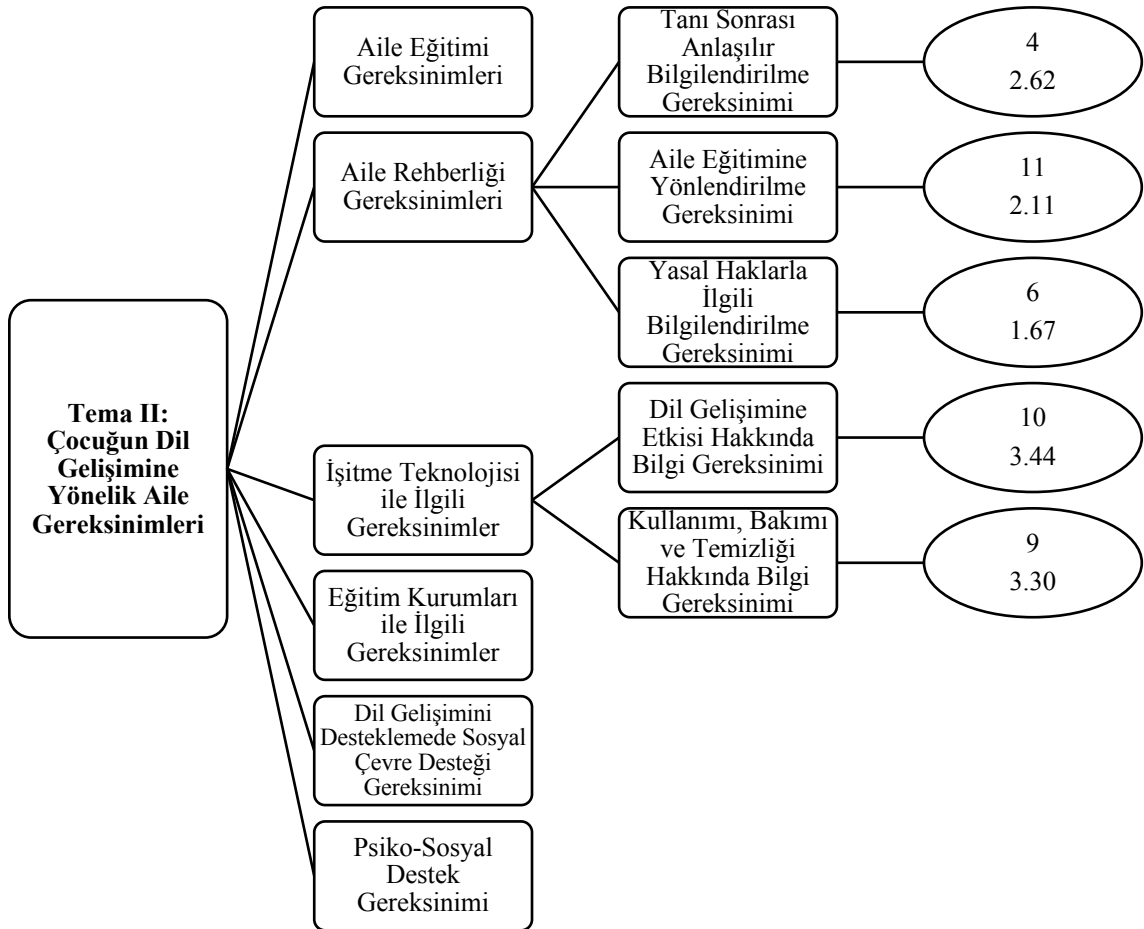 Tema II:
Çocuğun Dil
Gelişimine
Yönelik Aile
Gereksinimleri
Aile Eğitimi
Gereksinimleri
Aile Rehberliği
Gereksinimleri
Tanı Sonrası
Anlaşılır
Bilgilendirilme
Gereksinimi
4
2.62
Aile Eğitimine
Yönlendirilme
Gereksinimi
11
2.11
Yasal Haklarla
İlgili
Bilgilendirilme
Gereksinimi
6
1.67
İşitme Teknolojisi
ile İlgili
Gereksinimler
Dil Gelişimine
Etkisi Hakkında
Bilgi Gereksinimi
10
3.44
Kullanımı, Bakımı
ve Temizliği
Hakkında Bilgi
Gereksinimi
9
3.30
Eğitim Kurumları
ile İlgili
Gereksinimler
Dil Gelişimini
Desteklemede Sosyal
Çevre Desteği
Gereksinimi
Psiko-Sosyal
Destek
Gereksinimi